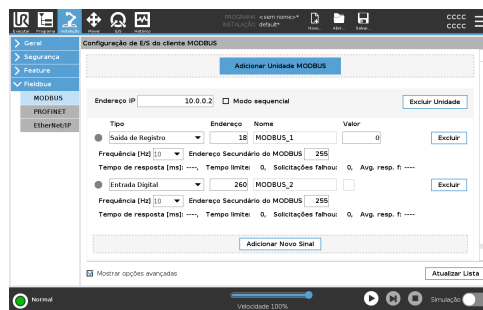 PROGRAMA <sem nome>*
INSTALAÇÃO default*
Executar Programa Instalação Mover E/S Histórico Novo... Abrir... Salvar...
CCCC
CCCC
Geral
Segurança
Feature
Fieldbus
MODBUS
PROFINET
EtherNet/IP
Configuração de E/S do cliente MODBUS
Adicionar Unidade MODBUS
Endereço IP 10.0.0.2 Modo sequencial Excluir Unidade
Tipo Endereço Nome Valor
Saída de Registro 18 MODBUS_1 0 Excluir
Frequência [Hz] 10 Endereço Secundário do MODBUS 255
Tempo de resposta [ms]: ----, Tempo limite: 0, Solicitações falhou: 0, Avg. resp. f: ----
Entrada Digital 260 MODBUS_2 Excluir
Frequência [Hz] 10 Endereço Secundário do MODBUS 255
Tempo de resposta [ms]: ----, Tempo limite: 0, Solicitações falhou: 0, Avg. resp. f: ----
Adicionar Novo Sinal
Mostrar opções avançadas Atualizar Lista
Normal
Velocidade 100%
Simulação